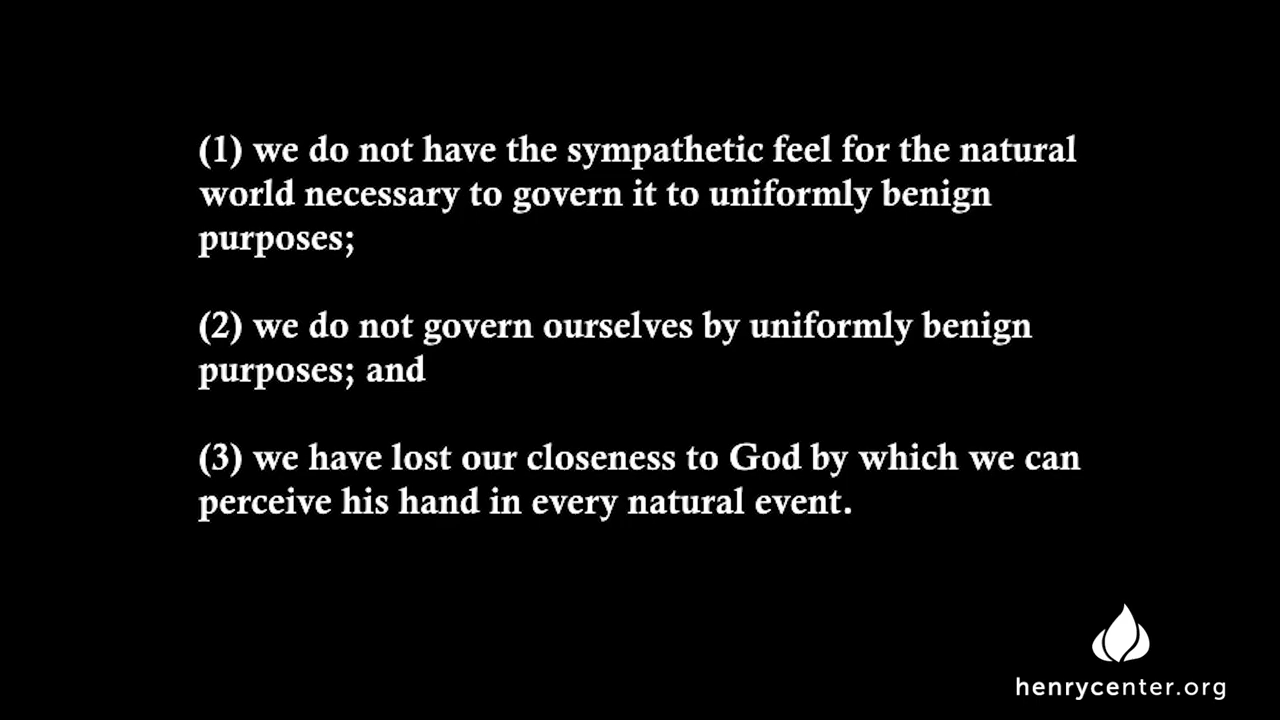 (1) we do not have the sympathetic feel for the natural
world necessary to govern it to uniformly benign
purposes;
(2) we do not govern ourselves by uniformly benign
purposes; and
(3) we have lost our closeness to God by which we can
perceive his hand in every natural event.
henrycenter.org